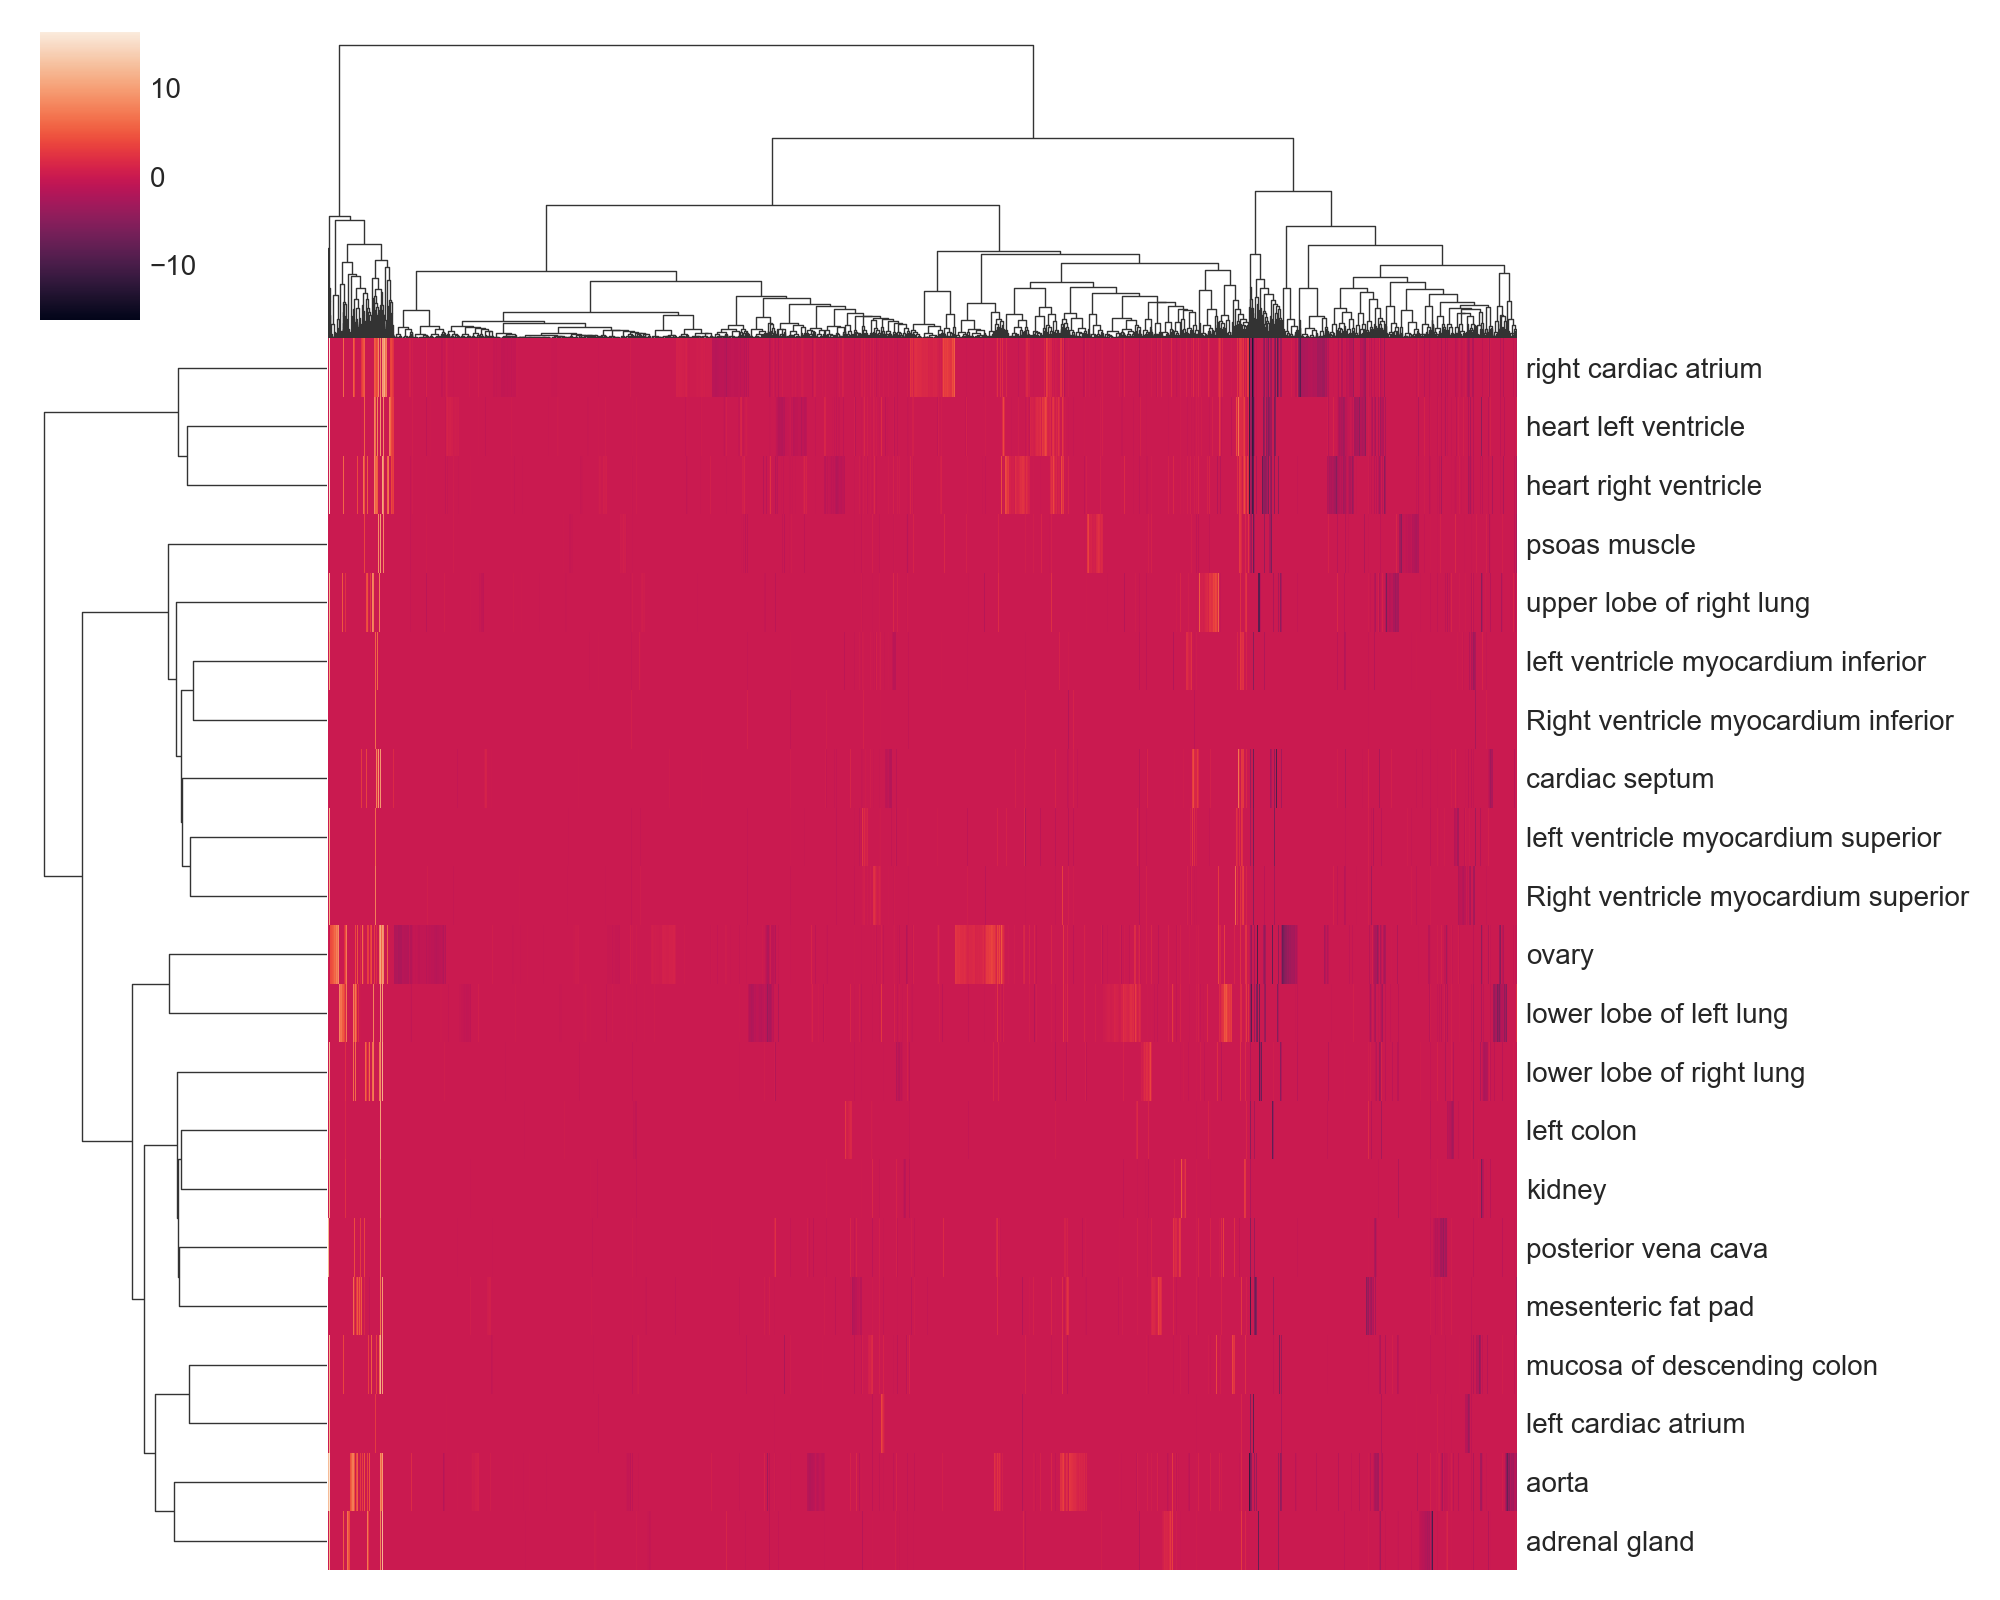 10
0
−10
right cardiac atrium
heart left ventricle
heart right ventricle
psoas muscle
upper lobe of right lung
left ventricle myocardium inferior
Right ventricle myocardium inferior
cardiac septum
left ventricle myocardium superior
Right ventricle myocardium superior
ovary
lower lobe of left lung
lower lobe of right lung
left colon
kidney
posterior vena cava
mesenteric fat pad
mucosa of descending colon
left cardiac atrium
aorta
adrenal gland